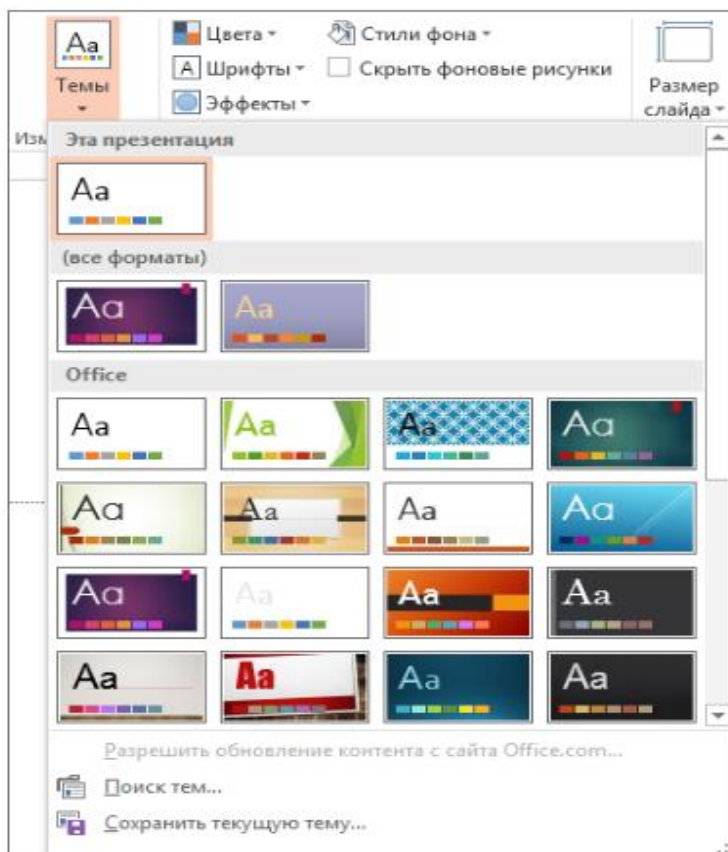 Aa
Темы
Цвета
A Шрифты
Эффекты
Стили фона
Скрыть фоновые рисунки
Размер
слайда
Изм
Эта презентация
Aa
(все форматы)
Aa Aa
Office
Aa Aa Aa Aa
Aa Aa Aa Aa
Aa Aa Aa Aa
Aa Aa Aa Aa
Разрешить обновление контента с сайта Office.com...
Поиск тем...
Сохранить текущую тему...